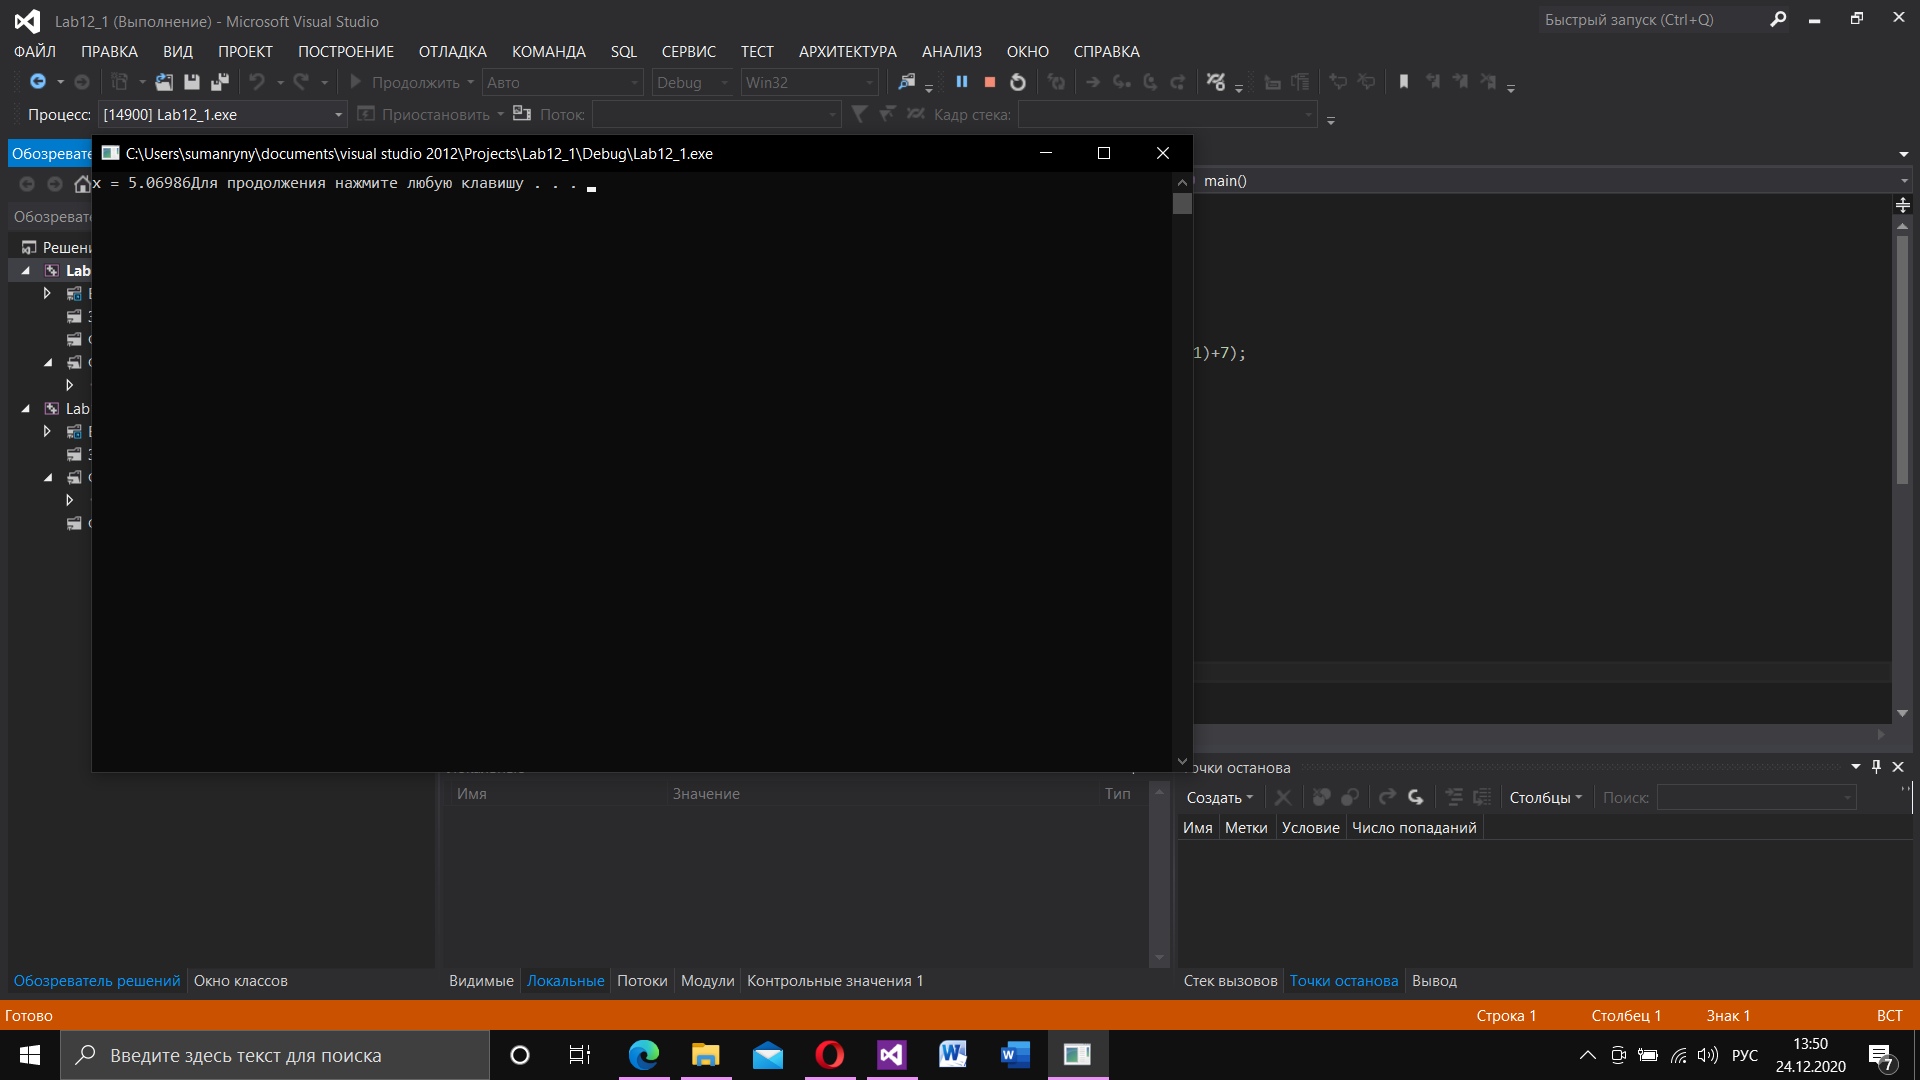 Lab12_1 (Выполнение) - Microsoft Visual Studio
Быстрый запуск (Ctrl+Q)
ФАЙЛ ПРАВКА ВИД ПРОЕКТ ПОСТРОЕНИЕ ОТЛАДКА КОМАНДА SQL СЕРВИС ТЕСТ АРХИТЕКТУРА АНАЛИЗ ОКНО СПРАВКА
Продолжить Авто Debug Win32
Процесс: [14900] Lab12_1.exe Приостановить Поток: Кадр стека:
Обозревате
C:\Users\sumanryny\documents\visual studio 2012\Projects\Lab12_1\Debug\Lab12_1.exe
x = 5.06986Для продолжения нажмите любую клавишу . . .
main()
Обозреват
Решени
Lab
1)+7);
Lab
очки останова
Имя Значение Тип
Создать Столбцы Поиск:
Имя Метки Условие Число попаданий
Обозреватель решений Окно классов
Видимые Локальные Потоки Модули Контрольные значения 1
Стек вызовов Точки останова Вывод
Готово Строка 1 Столбец 1 Знак 1 ВСТ
Введите здесь текст для поиска
РУС
13:50
24.12.2020
7